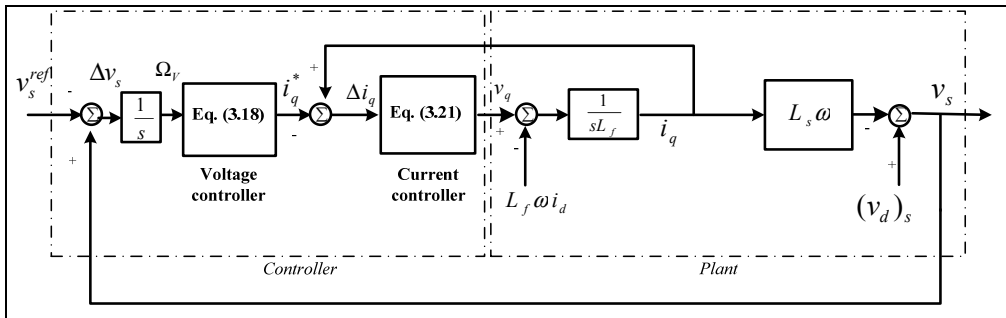 v_s^{ref}
-
+
Σ
Δv_s
1/s
Ω_V
Eq. (3.18)
Voltage
controller
i_q^*
+
-
Σ
Δi_q
Eq. (3.21)
Current
controller
v_q
+
-
Σ
L_f ω i_d
1/(sL_f)
i_q
L_s ω
-
+
Σ
(v_d)_s
v_s
Controller
Plant